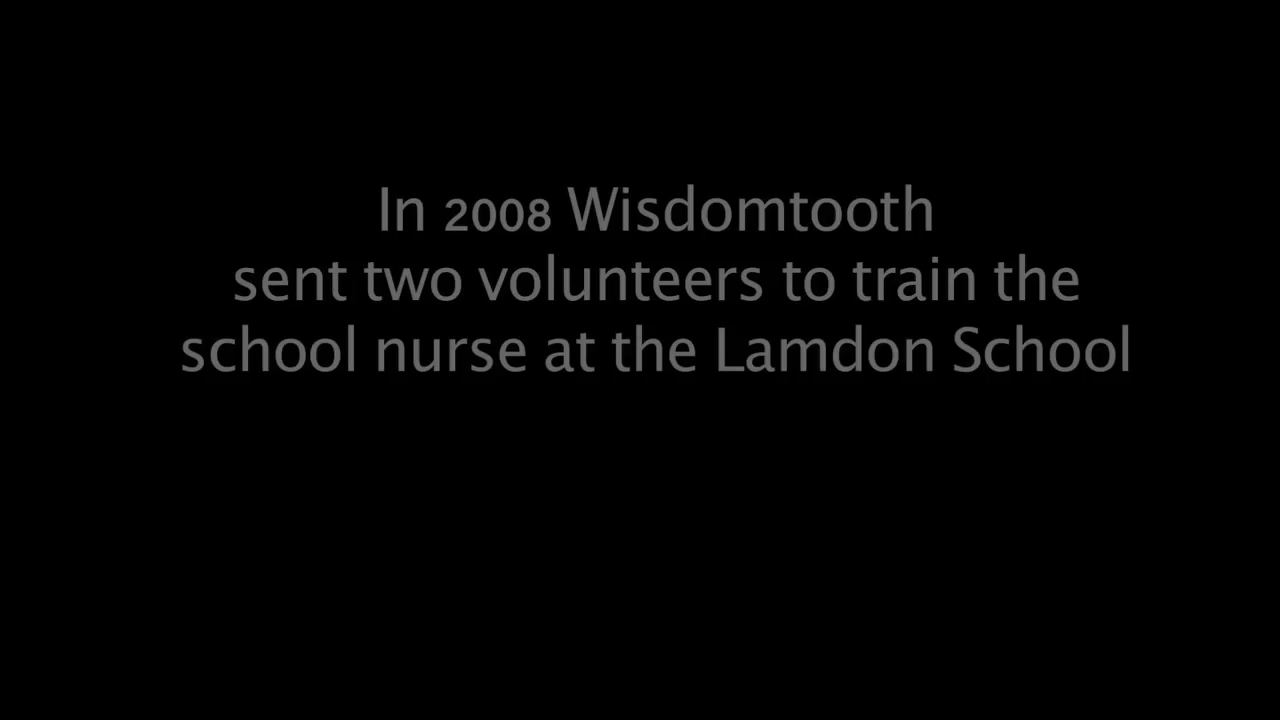 In 2008 Wisdomtooth
sent two volunteers to train the
school nurse at the Lamdon School